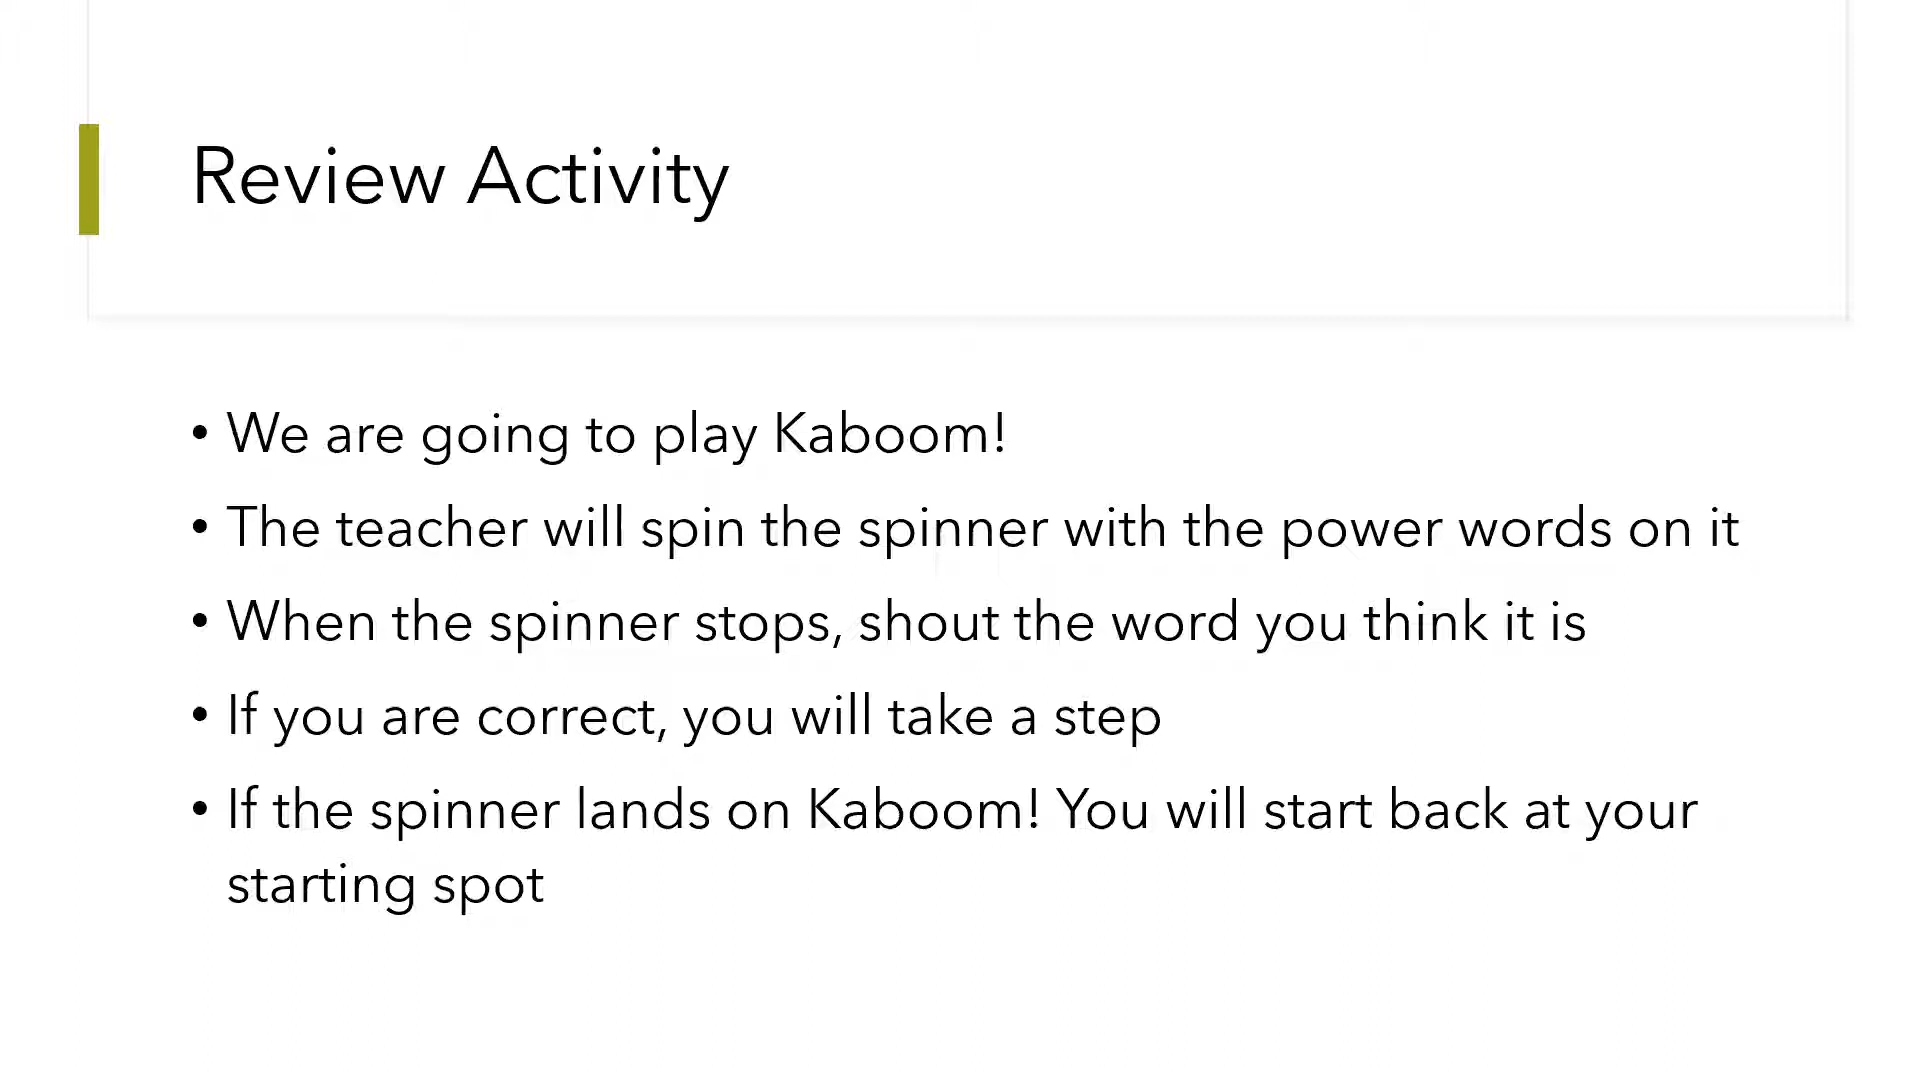 Review Activity
• We are going to play Kaboom!
• The teacher will spin the spinner with the power words on it
• When the spinner stops, shout the word you think it is
• If you are correct, you will take a step
• If the spinner lands on Kaboom! You will start back at your
starting spot